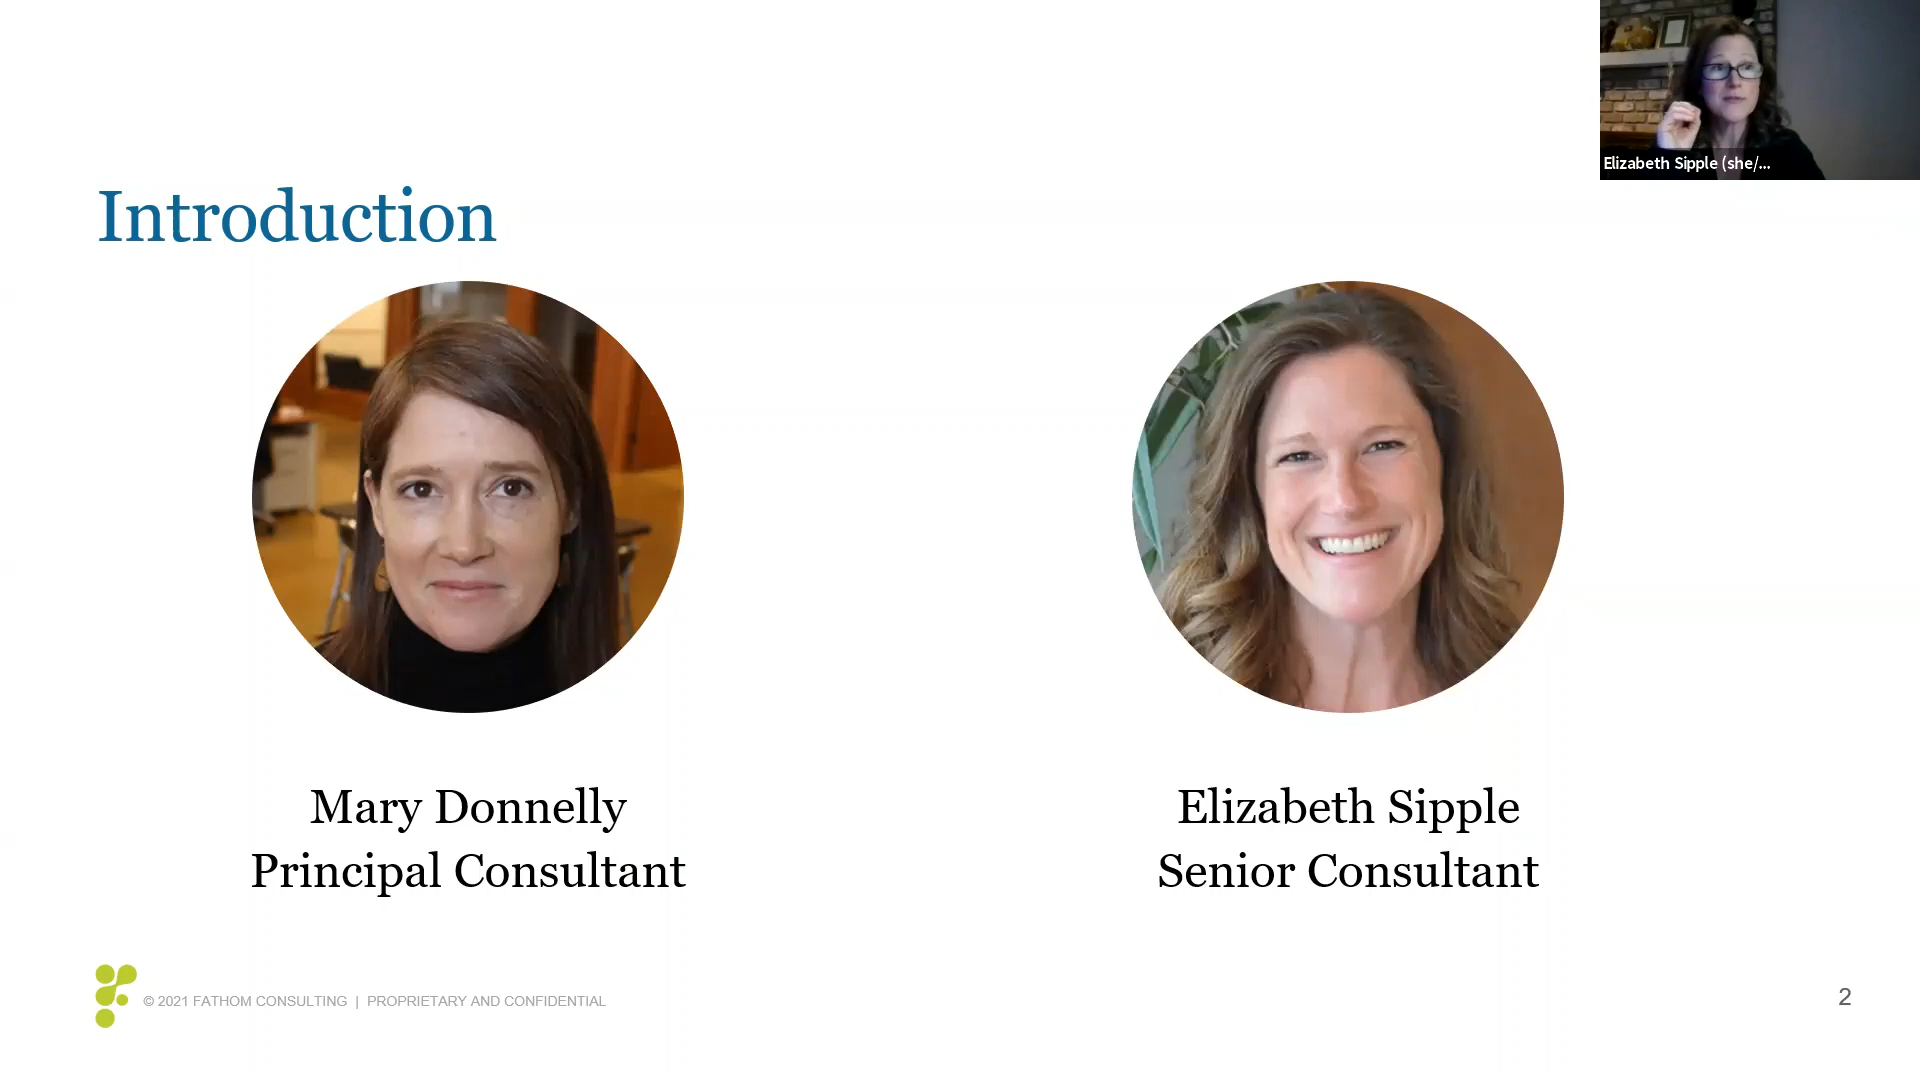 Elizabeth Sipple (she/...
Introduction
Mary Donnelly
Principal Consultant
Elizabeth Sipple
Senior Consultant
© 2021 FATHOM CONSULTING | PROPRIETARY AND CONFIDENTIAL
2